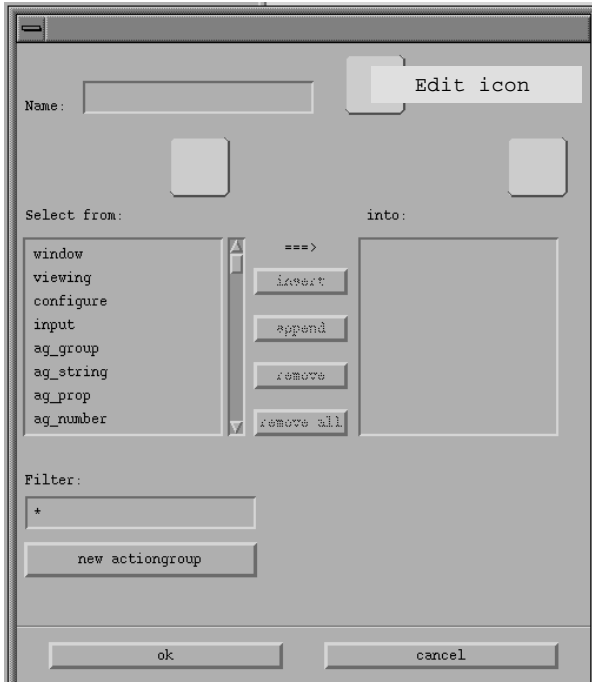 Edit icon
Name:
Select from:
into:
window
viewing
configure
input
ag_group
ag_string
ag_prop
ag_number
===>
insert
append
remove
remove all
Filter:
*
new actiongroup
ok
cancel